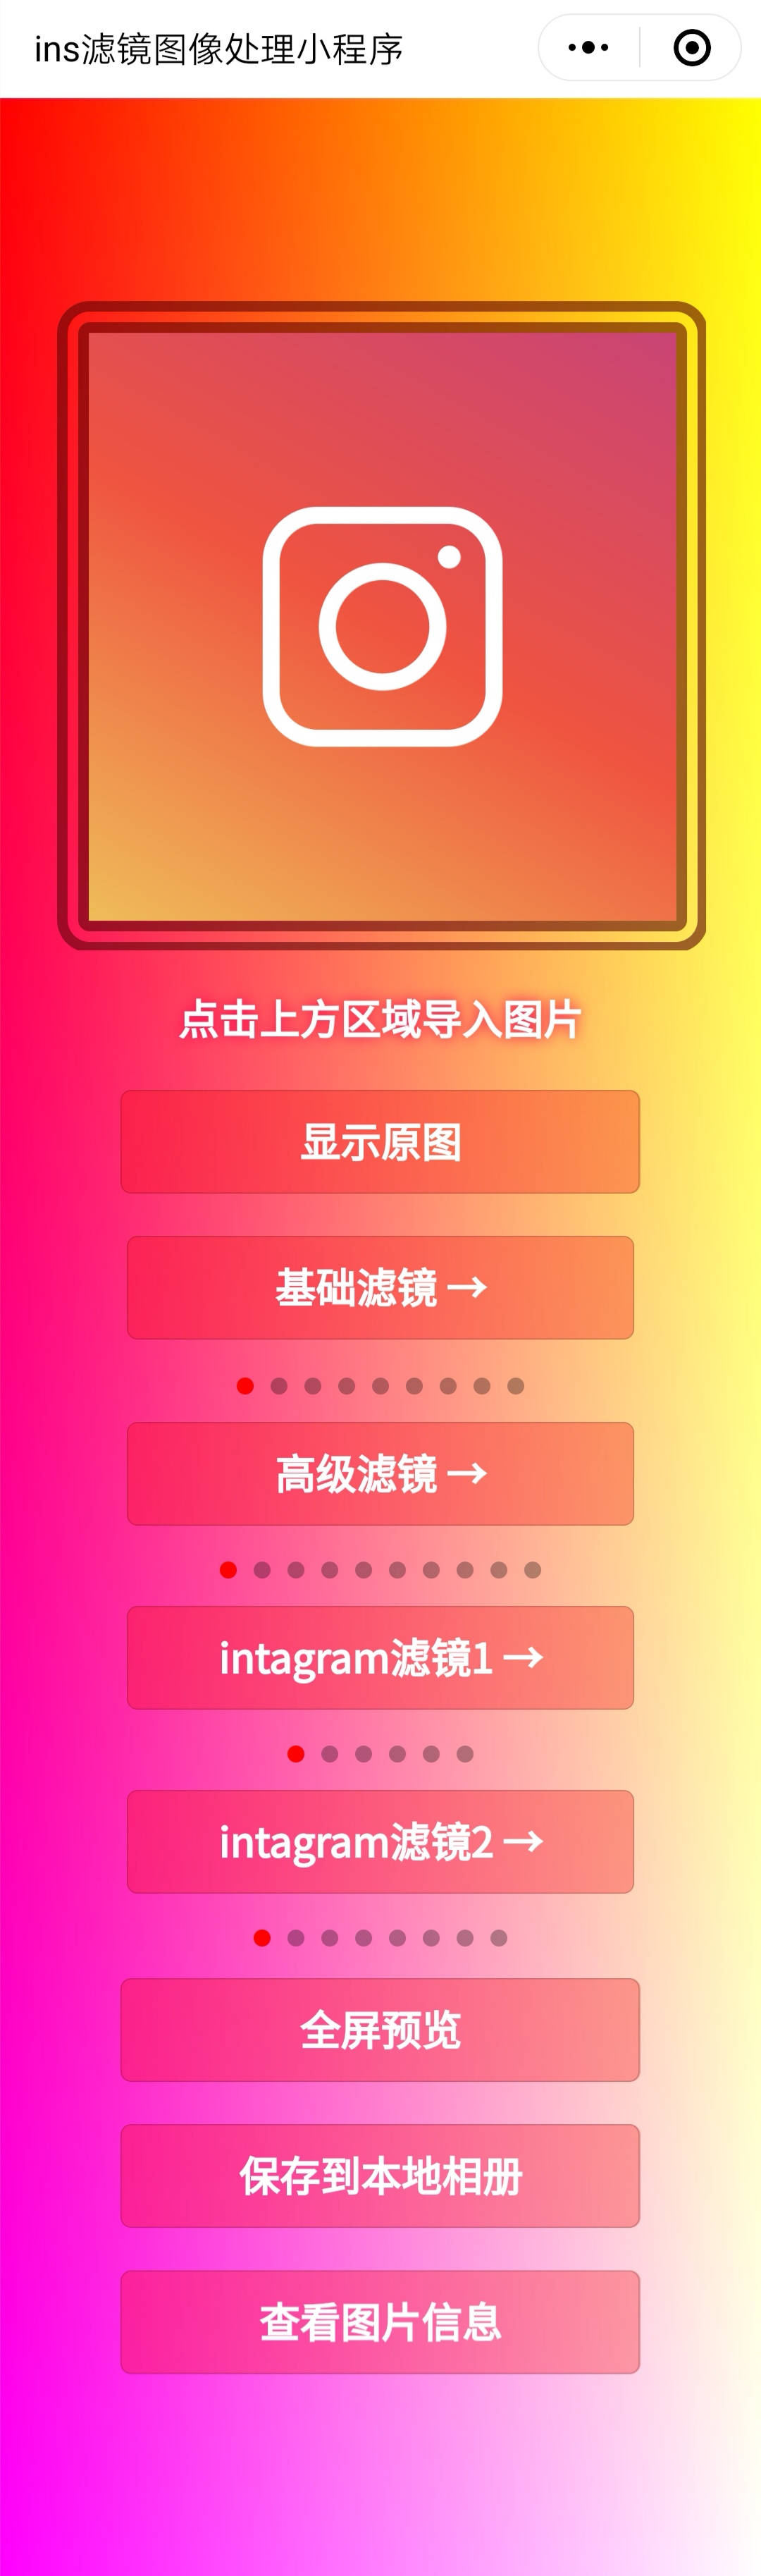 ins滤镜图像处理小程序
点击上方区域导入图片
显示原图
基础滤镜 →
高级滤镜 →
intagram滤镜1 →
intagram滤镜2 →
全屏预览
保存到本地相册
查看图片信息